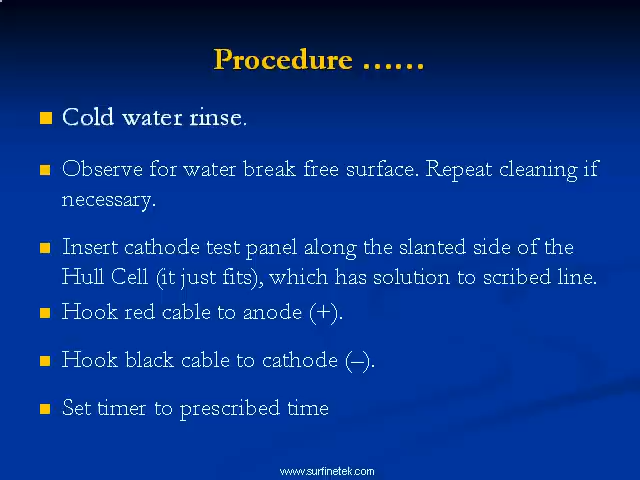 Procedure ……
Cold water rinse.
Observe for water break free surface. Repeat cleaning if
necessary.
Insert cathode test panel along the slanted side of the
Hull Cell (it just fits), which has solution to scribed line.
Hook red cable to anode (+).
Hook black cable to cathode (–).
Set timer to prescribed time
www.surfinetek.com